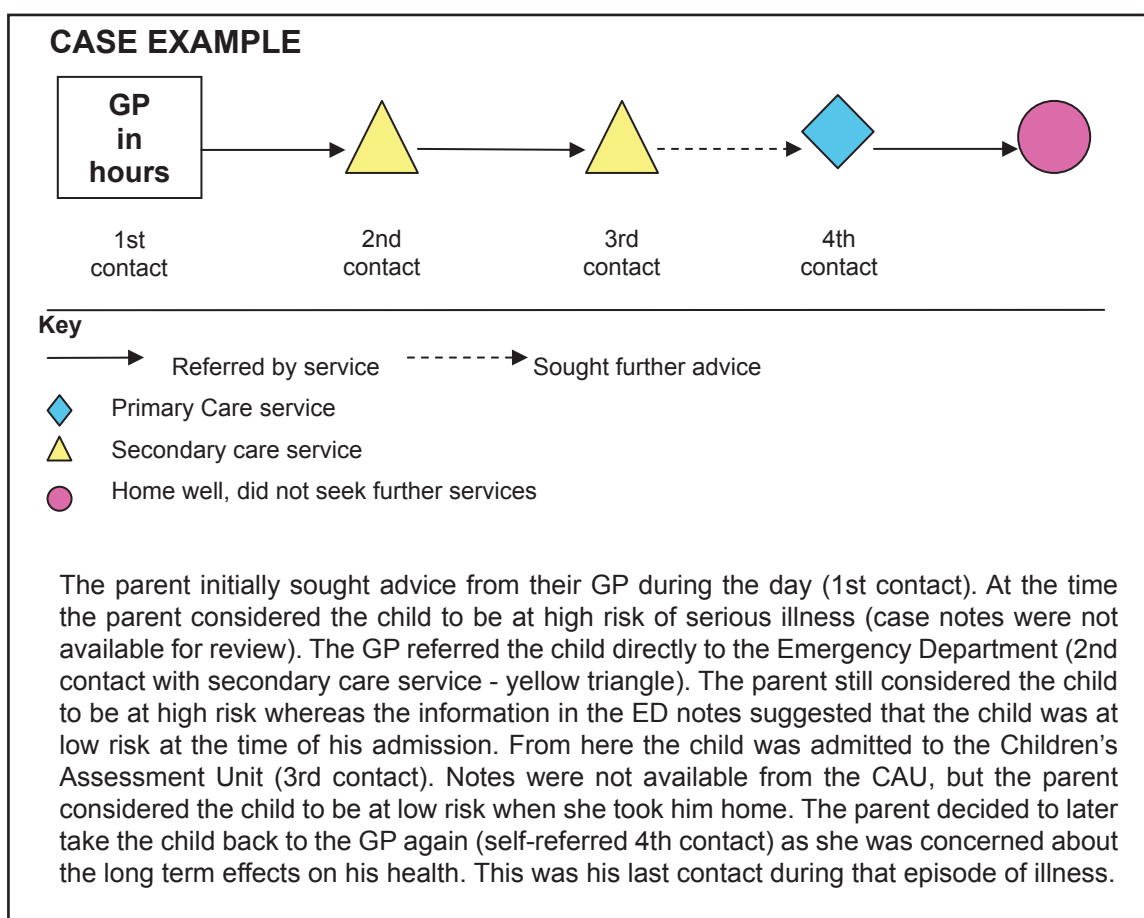 CASE EXAMPLE
GP
in
hours
1st
contact
2nd
contact
3rd
contact
4th
contact
Key
Referred by service
Sought further advice
Primary Care service
Secondary care service
Home well, did not seek further services
The parent initially sought advice from their GP during the day (1st contact). At the time
the parent considered the child to be at high risk of serious illness (case notes were not
available for review). The GP referred the child directly to the Emergency Department (2nd
contact with secondary care service - yellow triangle). The parent still considered the child
to be at high risk whereas the information in the ED notes suggested that the child was at
low risk at the time of his admission. From here the child was admitted to the Children’s
Assessment Unit (3rd contact). Notes were not available from the CAU, but the parent
considered the child to be at low risk when she took him home. The parent decided to later
take the child back to the GP again (self-referred 4th contact) as she was concerned about
the long term effects on his health. This was his last contact during that episode of illness.